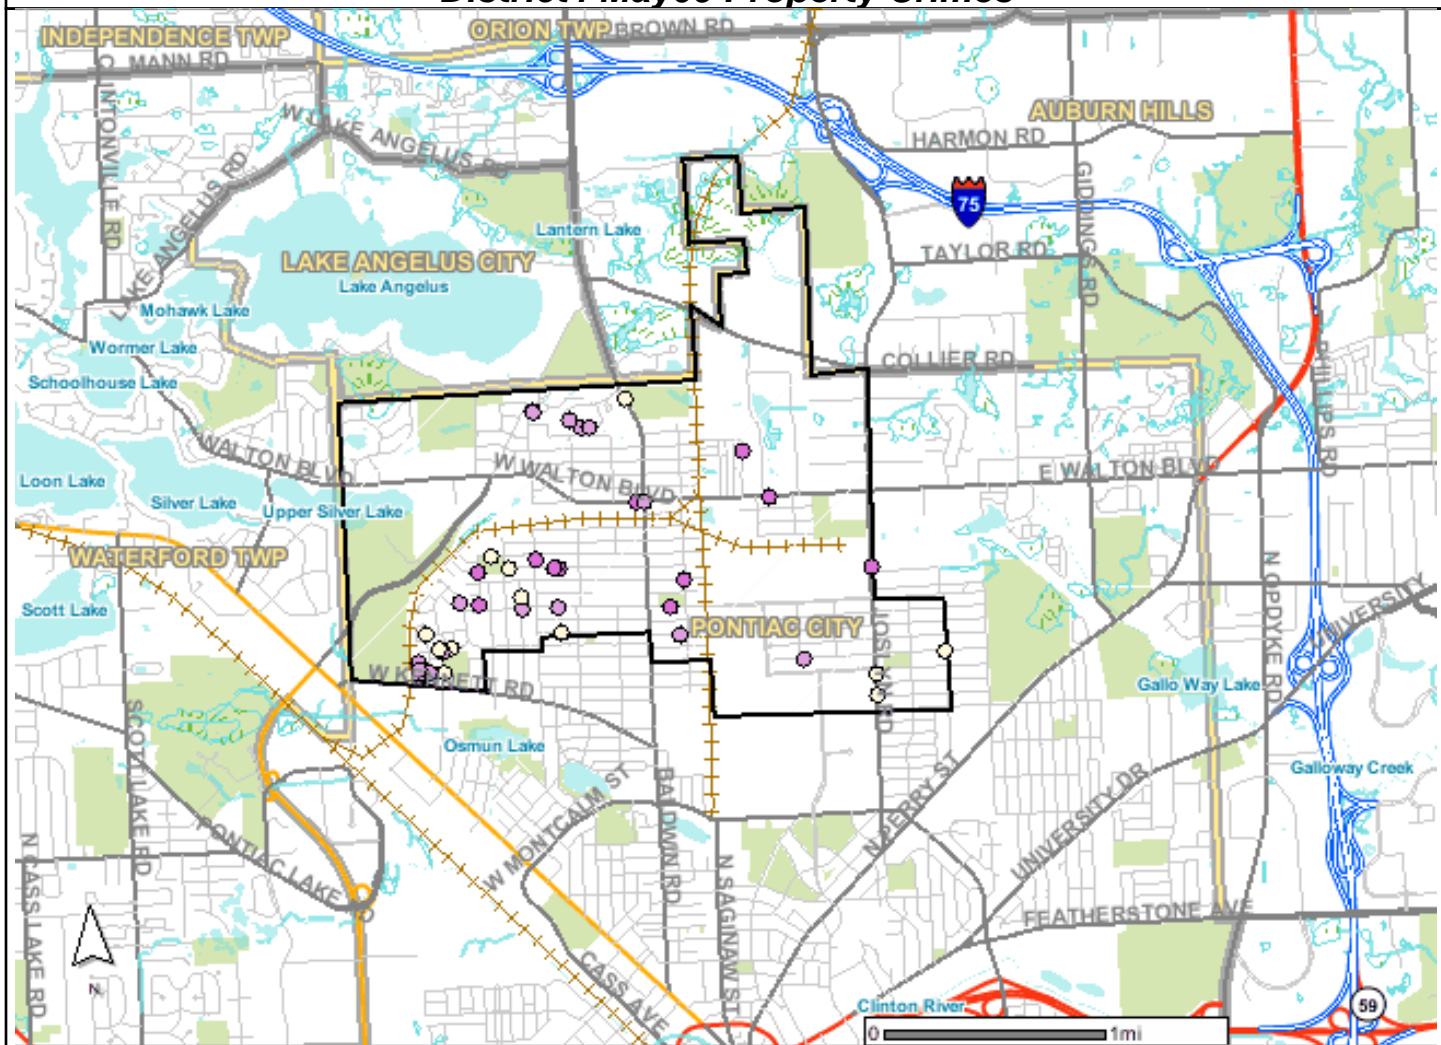 INDEPENDENCE TWP
ORION TWP
BROWN RD
MANN RD
CLINTONVILLE RD
W LAKE ANGELUS RD
AUBURN HILLS
HARMON RD
LAKE ANGELUS RD
GIDDINGS RD
75
Lantern Lake
TAYLOR RD
LAKE ANGELUS CITY
Lake Angelus
Mohawk Lake
Wormer Lake
Schoolhouse Lake
COLLIER RD
PHILLIPS RD
WALTON BLVD
W WALTON BLVD
E WALTON BLVD
Loon Lake
Silver Lake
Upper Silver Lake
WATERFORD TWP
Scott Lake
N OPDYKE RD
UNIVERSITY
PONTIAC CITY
JOSLYN RD
W KENNETT RD
Gallo Way Lake
SCOTT LAKE RD
Osmun Lake
Galloway Creek
BALDWIN RD
W MONTCALM ST
N PERRY ST
UNIVERSITY DR
N CASS LAKE RD
PONTIAC LAKE RD
N SAGINAW ST
FEATHERSTONE AVE
CASS AVE
N
Clinton River
59
0 1mi